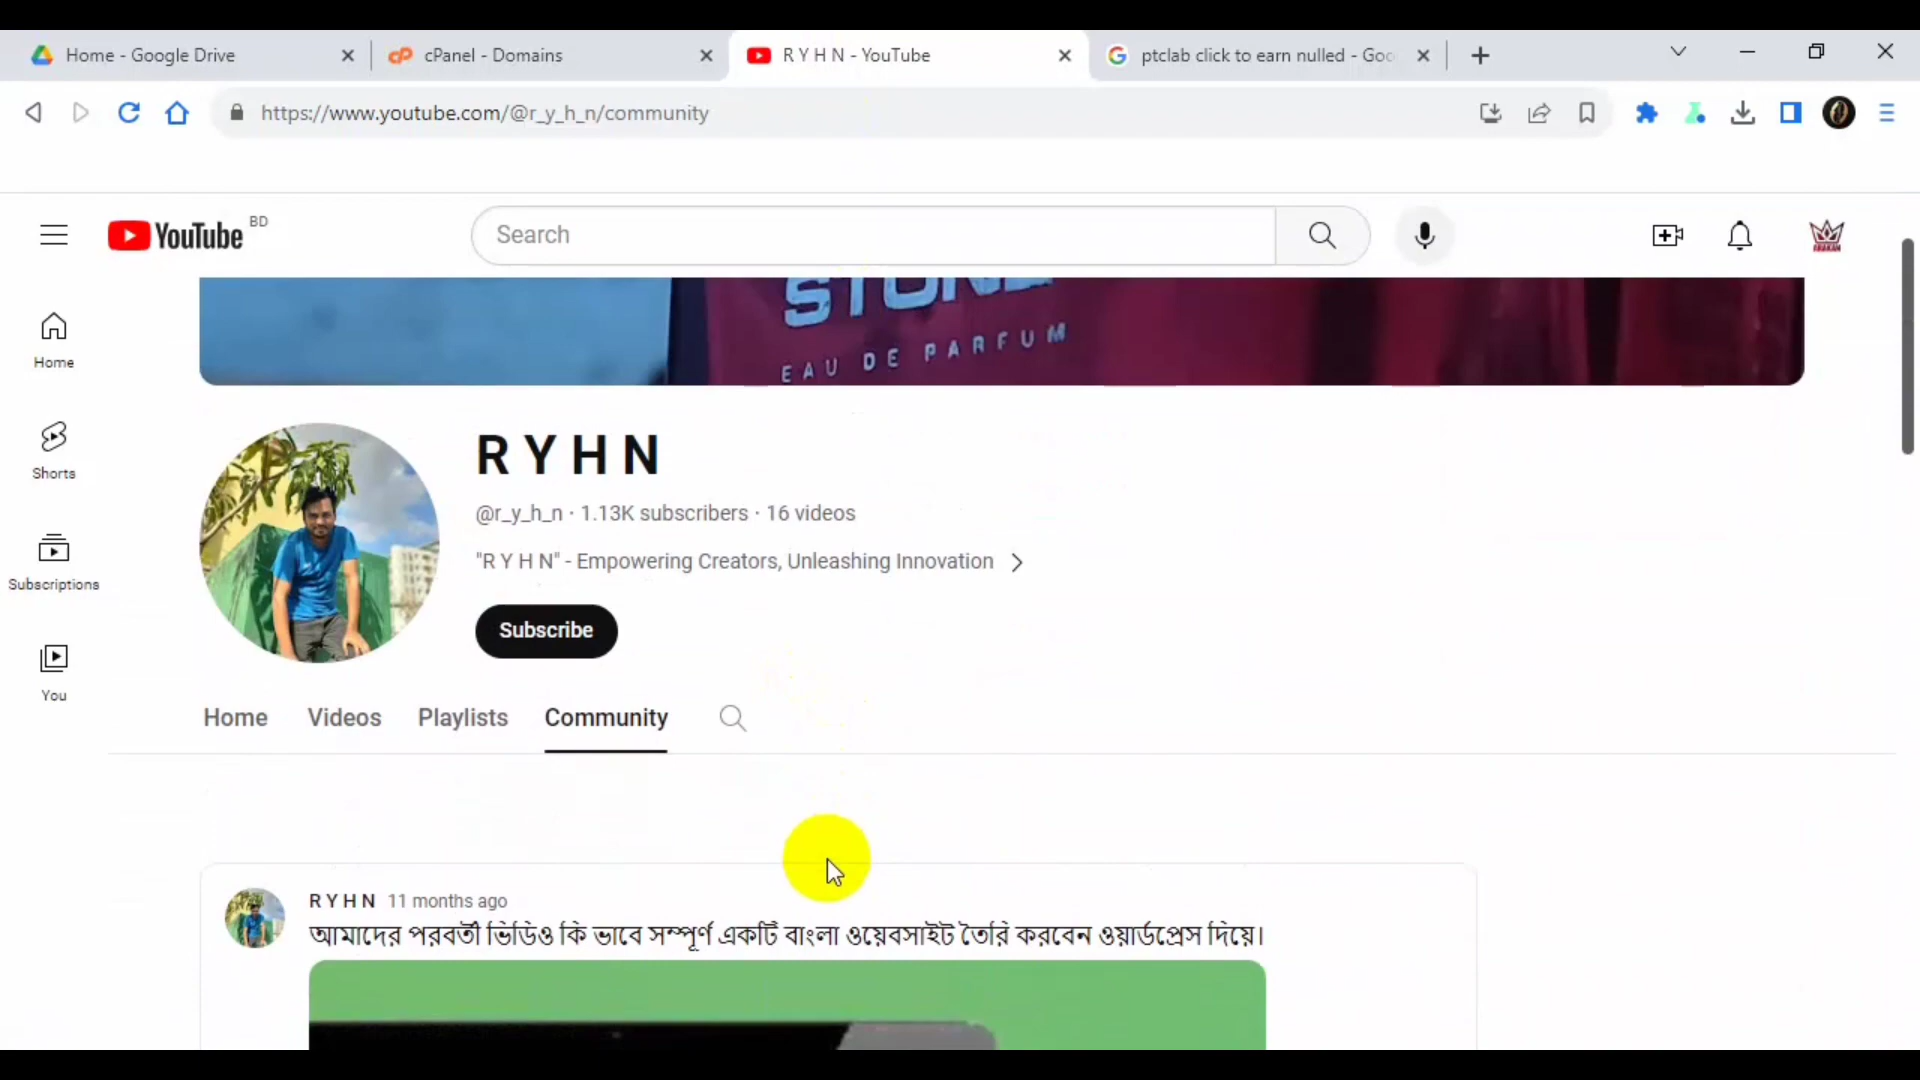 Home - Google Drive
cPanel - Domains
R Y H N - YouTube
ptclab click to earn nulled - Goo
https://www.youtube.com/@r_y_h_n/community
YouTube BD
Search
STONE
EAU DE PARFUM
Home
Shorts
Subscriptions
You
R Y H N
@r_y_h_n · 1.13K subscribers · 16 videos
"R Y H N" - Empowering Creators, Unleashing Innovation
Subscribe
Home Videos Playlists Community
R Y H N 11 months ago
আমাদের পরবর্তী ভিডিও কি ভাবে সম্পূর্ণ একটি বাংলা ওয়েবসাইট তৈরি করবেন ওয়ার্ডপ্রেস দিয়ে।